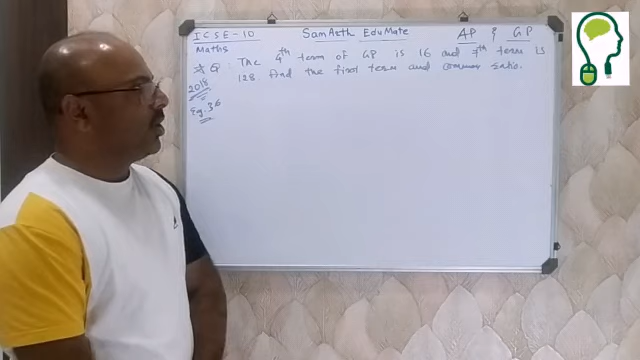 ICSE-10 SamArth EduMate AP & GP
Maths
Q: The 4th term of GP is 16 and 7th term is
128. Find the first term and common ratio.
2018
Eg. 36